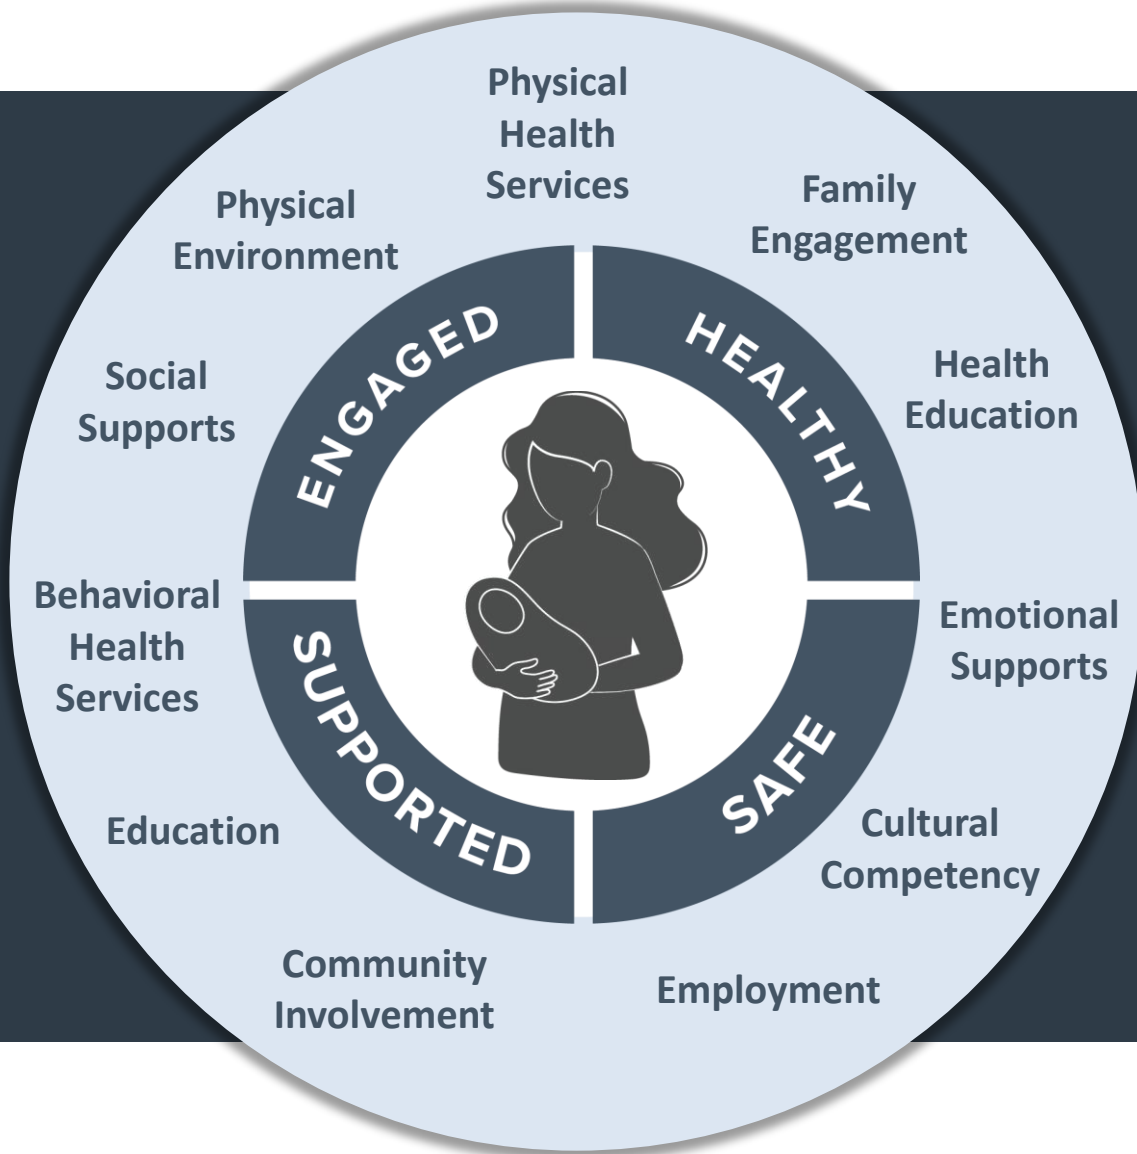 Physical
Health
Services
Family
Engagement
Health
Education
Emotional
Supports
Cultural
Competency
Employment
Community
Involvement
Education
Behavioral
Health
Services
Social
Supports
Physical
Environment
ENGAGED
HEALTHY
SAFE
SUPPORTED